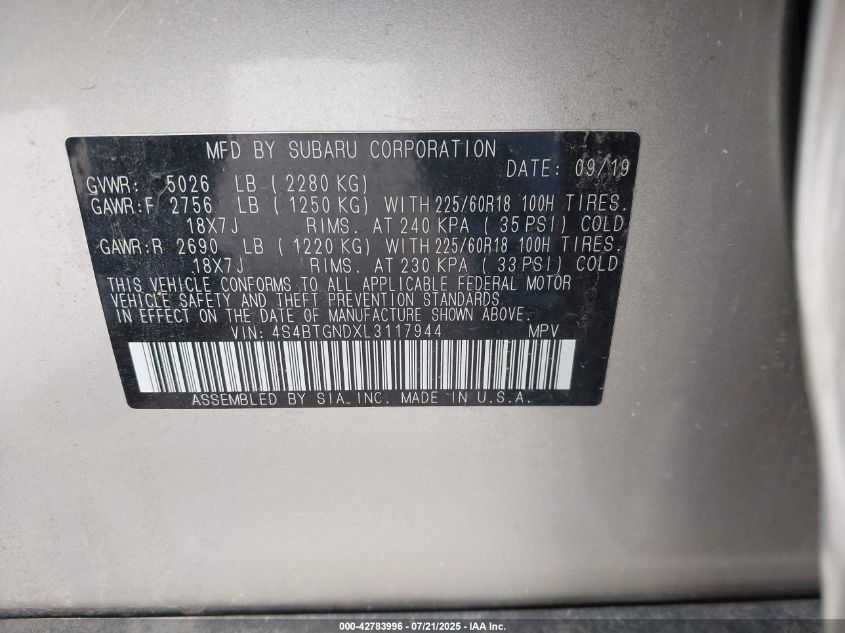 MFD BY SUBARU CORPORATION
DATE: 09/19
GVWR: 5026 LB ( 2280 KG)
GAWR:F 2756 LB ( 1250 KG) WITH 225/60R18 100H TIRES.
18X7J RIMS. AT 240 KPA ( 35 PSI) COLD
GAWR:R 2690 LB ( 1220 KG) WITH 225/60R18 100H TIRES.
18X7J RIMS. AT 230 KPA ( 33 PSI) COLD
THIS VEHICLE CONFORMS TO ALL APPLICABLE FEDERAL MOTOR
VEHICLE SAFETY AND THEFT PREVENTION STANDARDS
IN EFFECT ON THE DATE OF MANUFACTURE SHOWN ABOVE.
VIN: 4S4BTGNDXL3117944 MPV
ASSEMBLED BY SIA INC. MADE IN U.S.A.
000-42783996 - 07/21/2025 - IAA Inc.